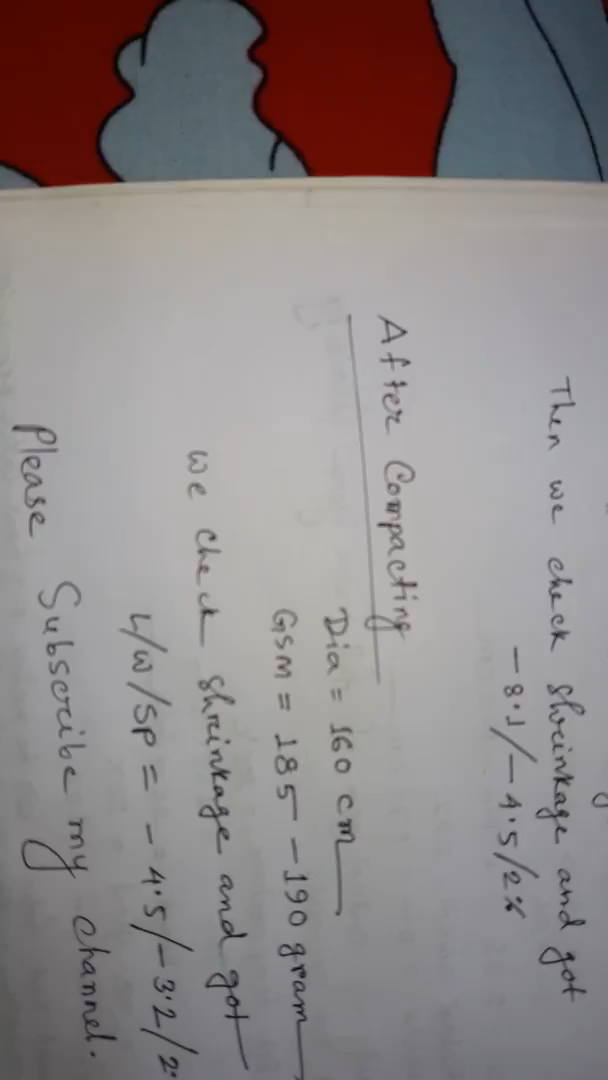 Then we check shrinkage and got
-8.1/-4.5/2%
After Compacting
Dia = 160 cm
GSM = 185-190 gram
we check shrinkage and got
L/W/SP = -4.5/-3.2/2.
Please Subscribe my channel.